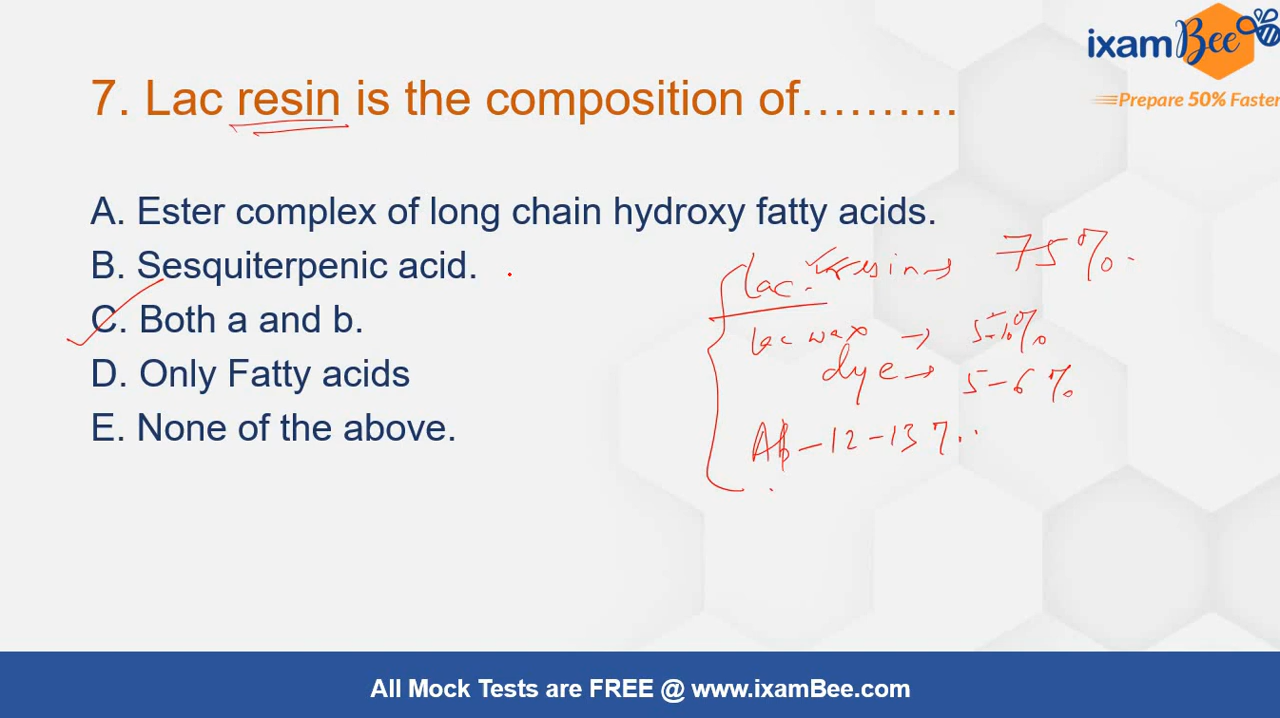 ixamBee
Prepare 50% Faster
7. Lac resin is the composition of……….
A. Ester complex of long chain hydroxy fatty acids.
B. Sesquiterpenic acid.
C. Both a and b.
D. Only Fatty acids
E. None of the above.
lac. resin → 75%.
lac wax → %
dye → 5-6%
- 12-13%
All Mock Tests are FREE @ www.ixamBee.com